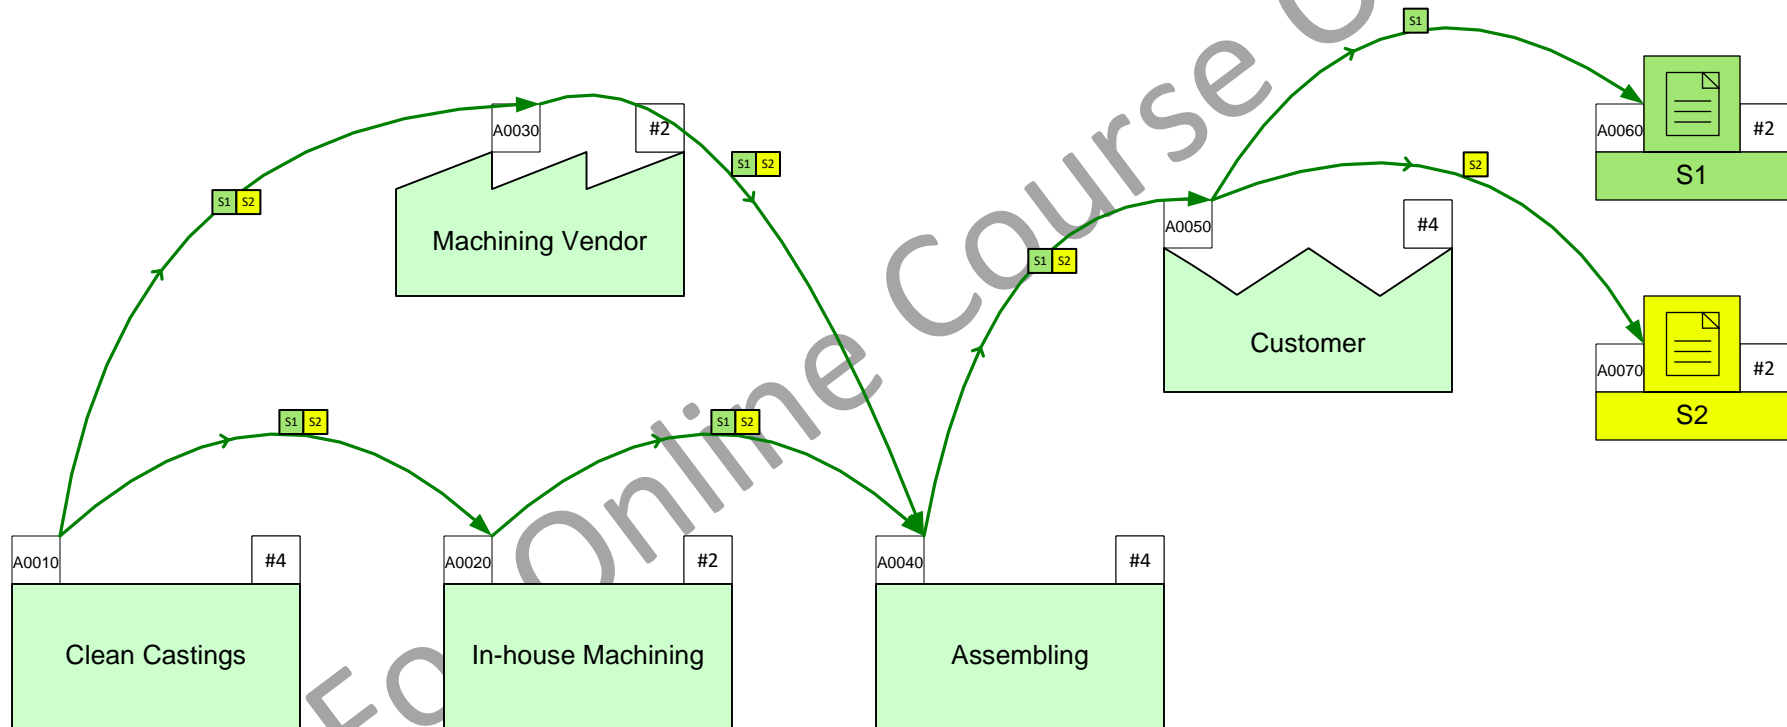 S1
A0060
#2
S1
A0030
#2
S1 S2
S2
S1 S2
Machining Vendor
A0050
#4
S1 S2
Customer
A0070
#2
S2
S1 S2
S1 S2
A0010
#4
A0020
#2
A0040
#4
Clean Castings
In-house Machining
Assembling
Online Course